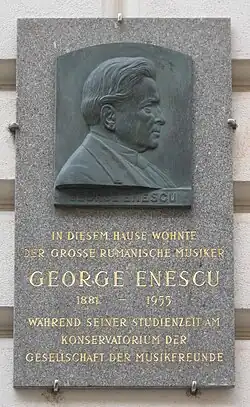 GEORGE ENESCU
IN DIESEM HAUSE WOHNTE
DER GROSSE RUMÄNISCHE MUSIKER
GEORGE ENESCU
1881 – 1955
WÄHREND SEINER STUDIENZEIT AM
KONSERVATORIUM DER
GESELLSCHAFT DER MUSIKFREUNDE